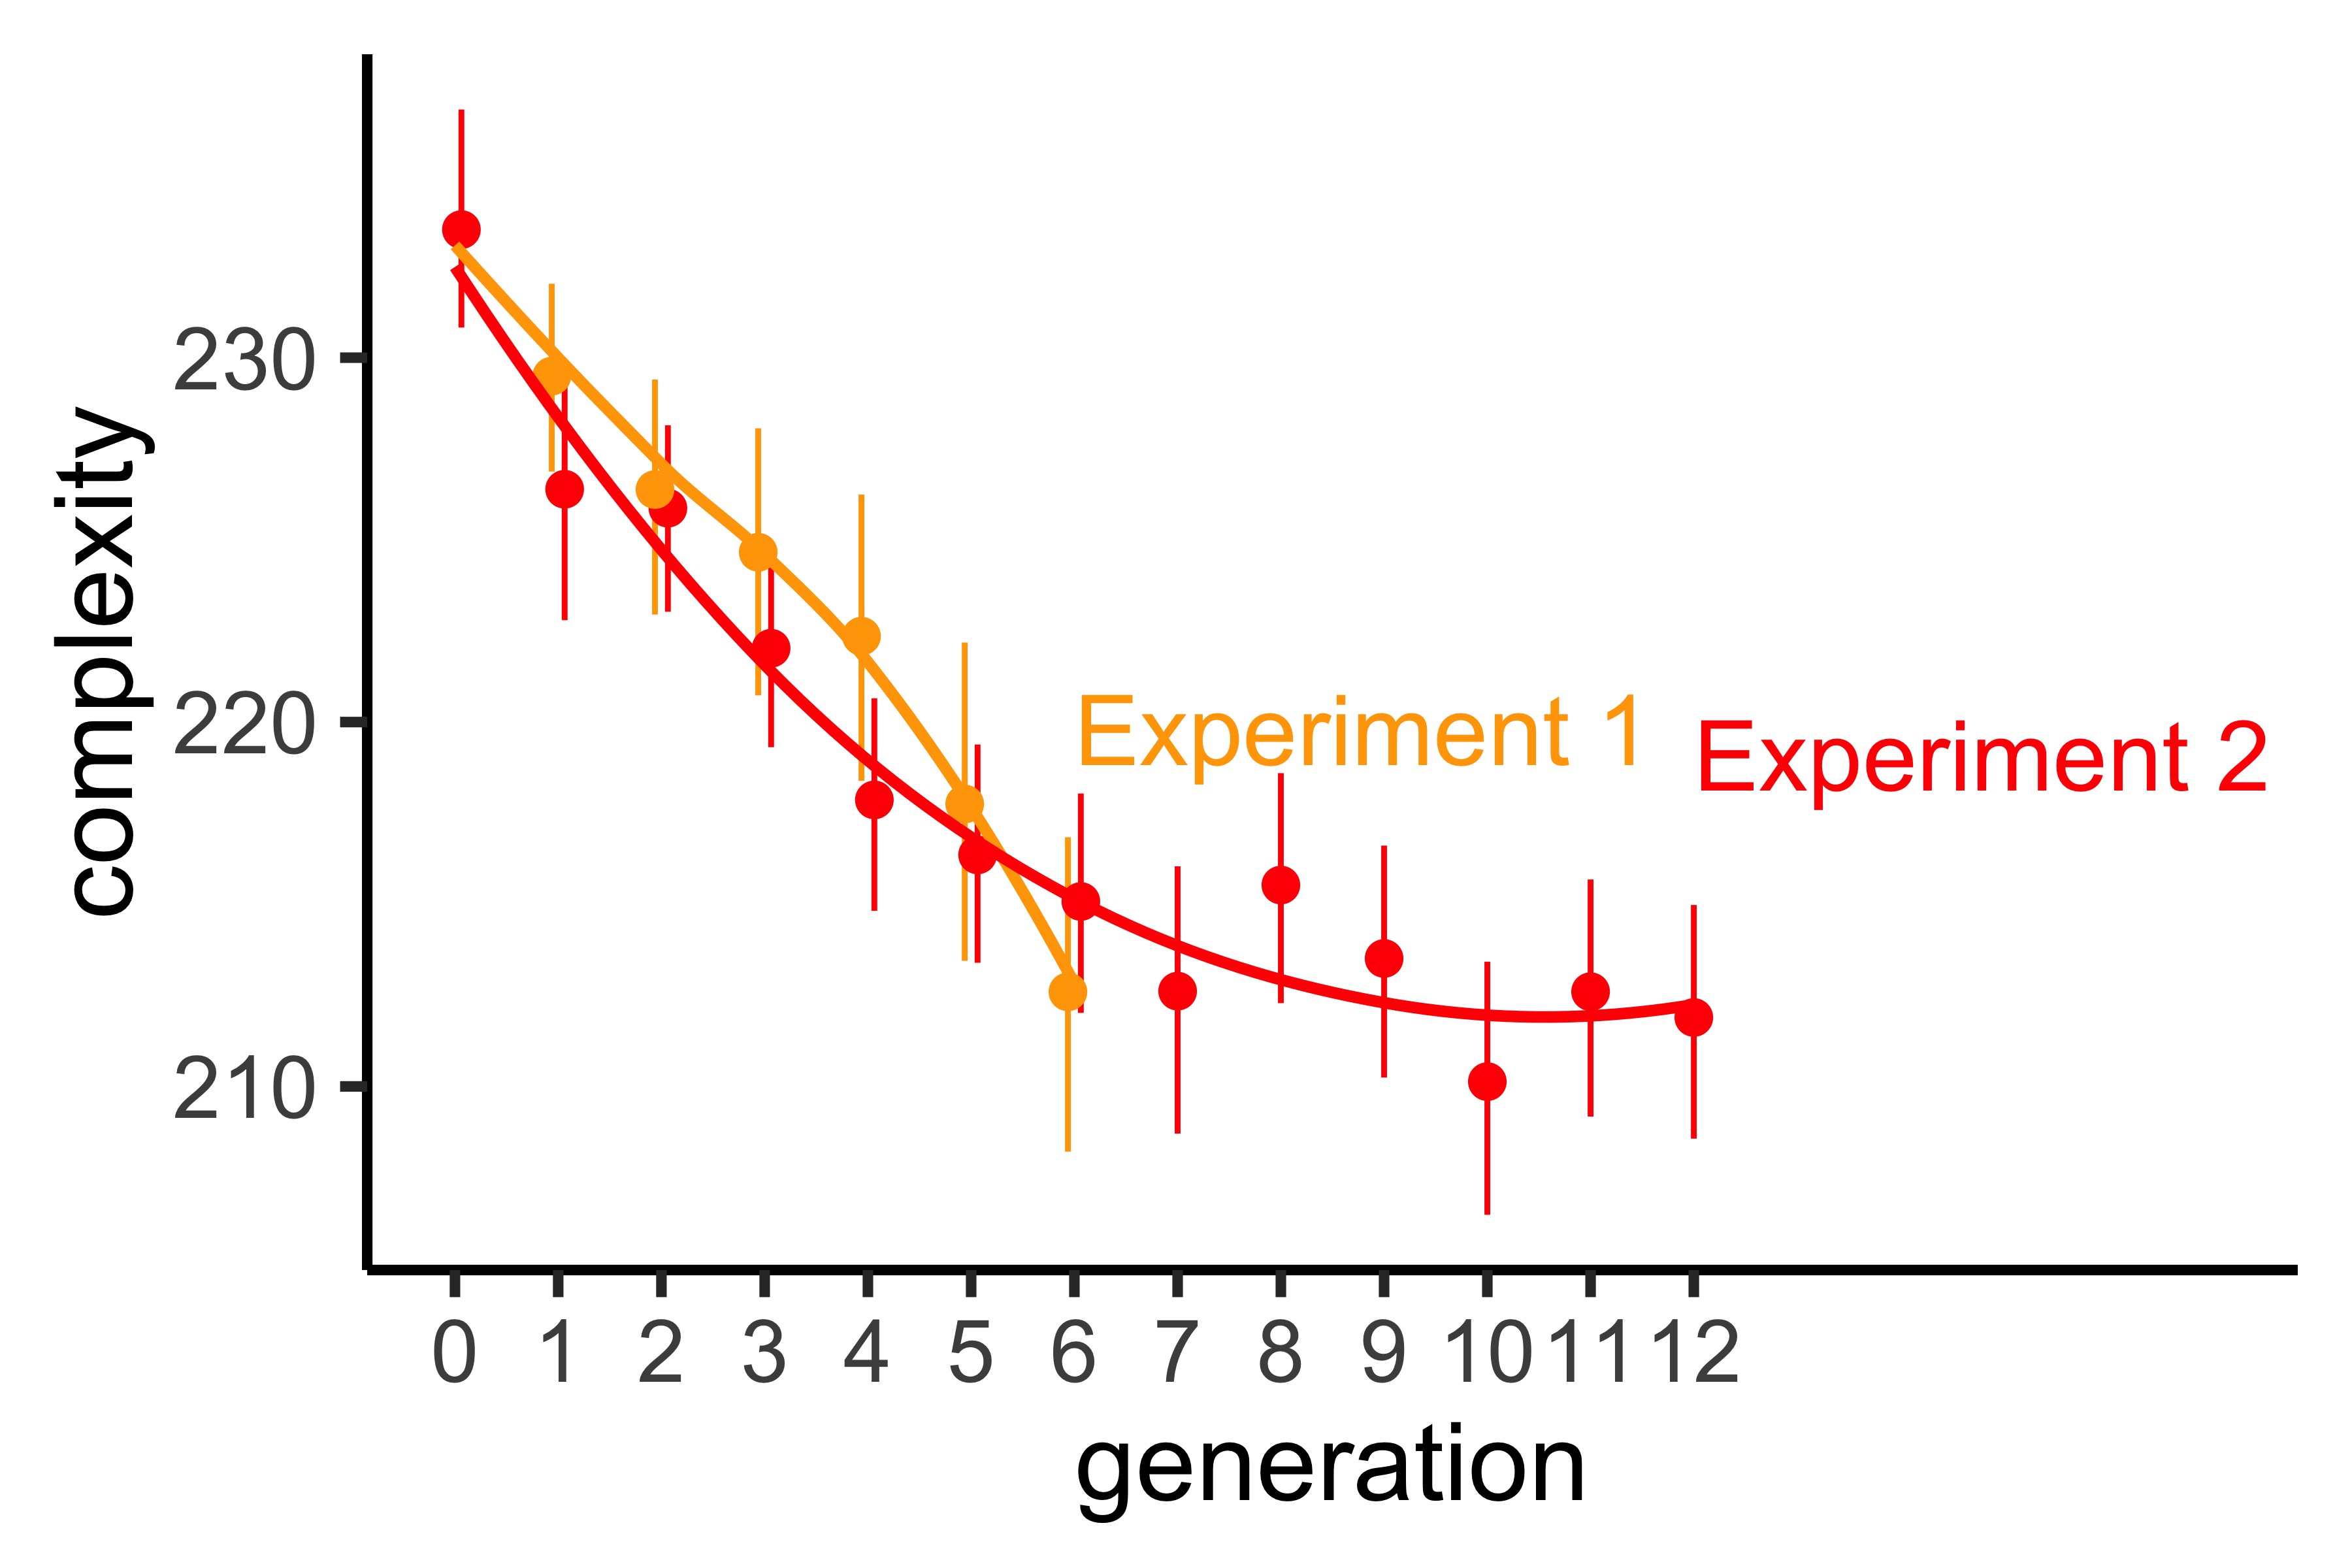 complexity
230
220
210
Experiment 1
Experiment 2
0 1 2 3 4 5 6 7 8 9 10 11 12
generation